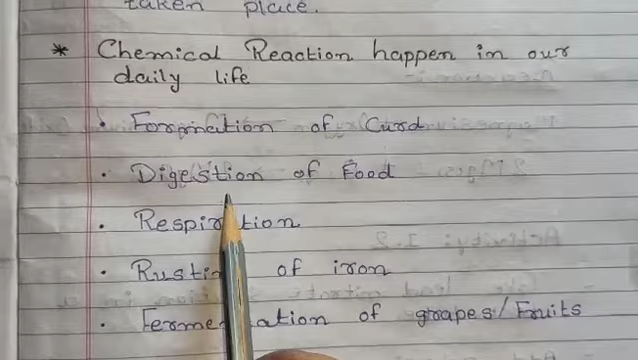 taken place.
* Chemical Reaction happen in our
daily life
• Formation of Curd
• Digestion of Food
• Respiration
• Rusting of iron
• Fermentation of grapes/Fruits